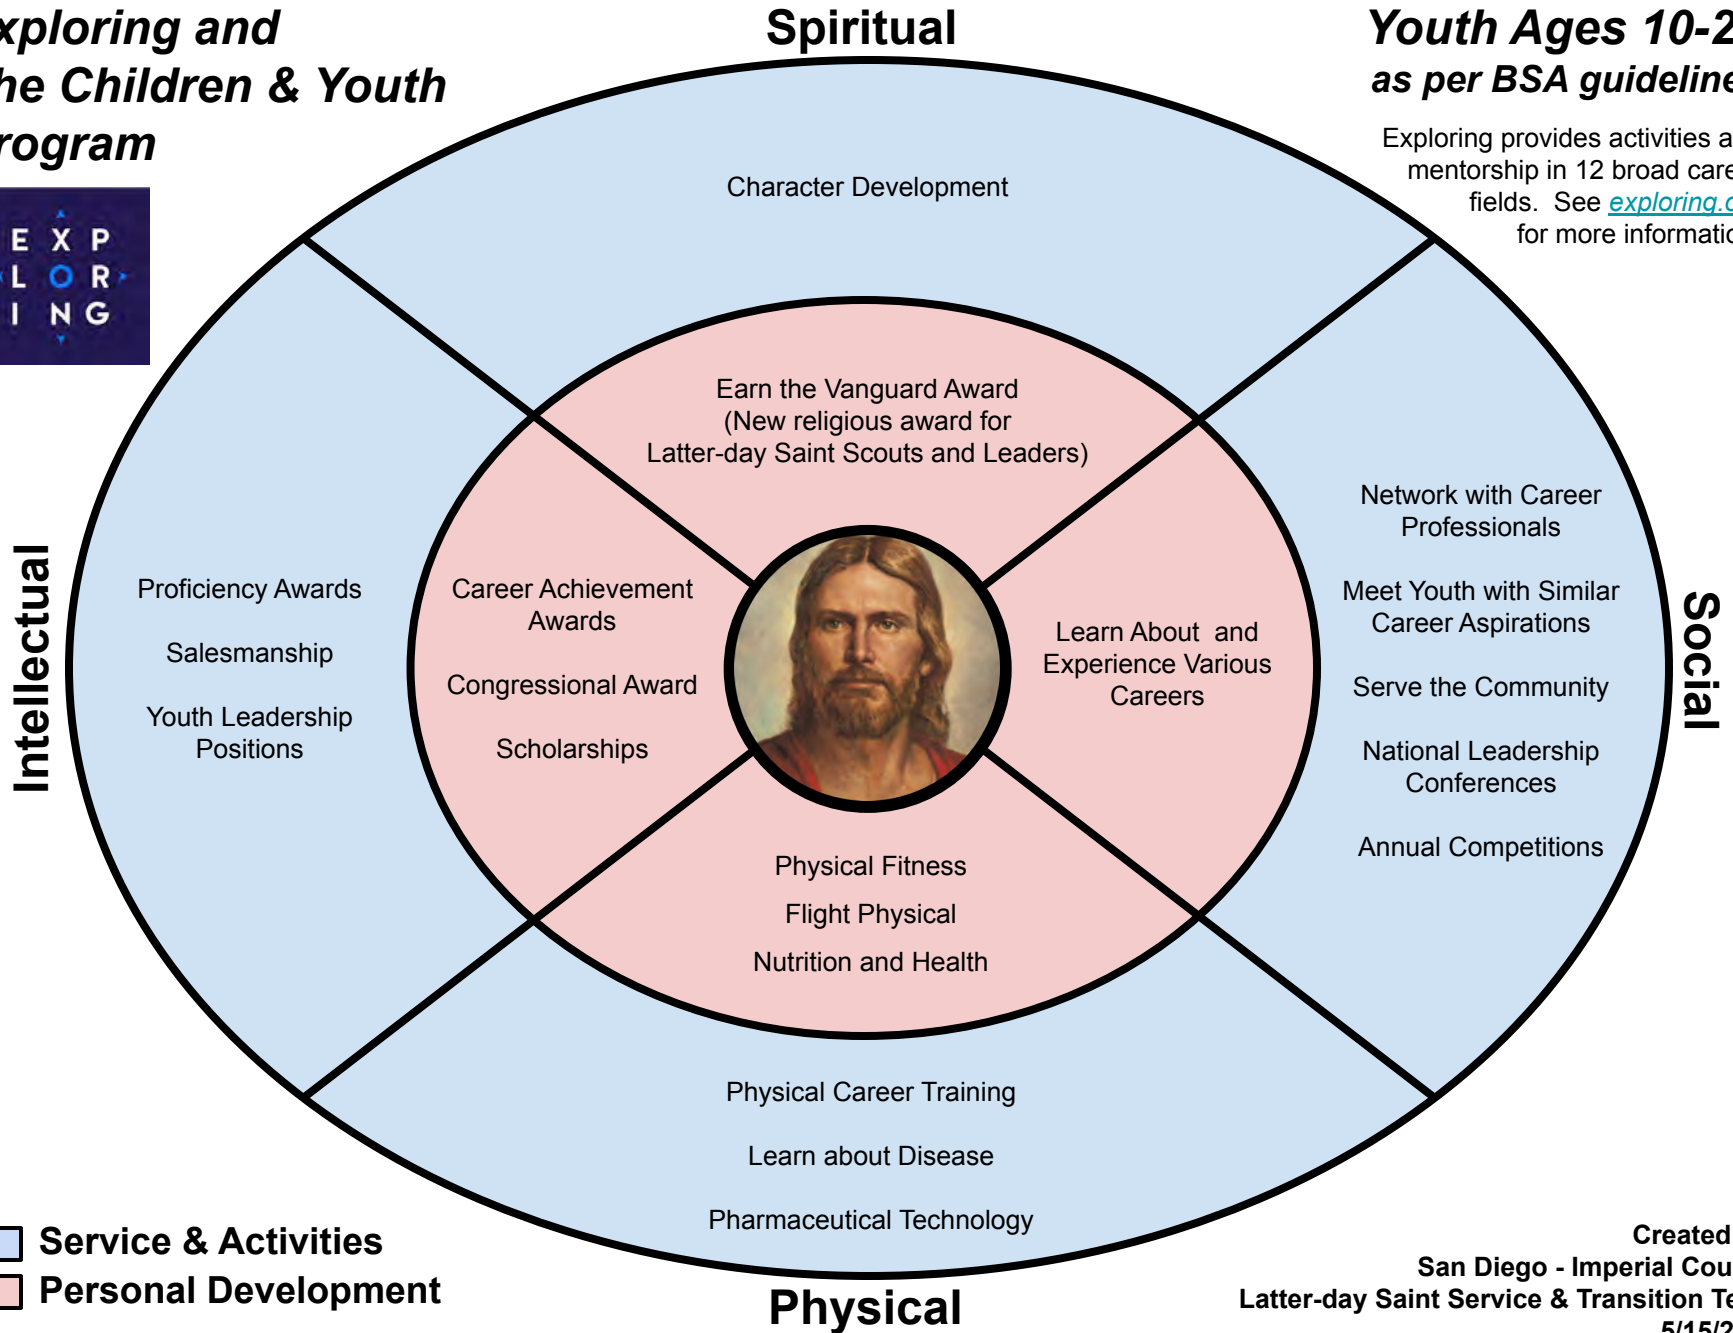 xploring and
he Children & Youth
rogram
E X P
L O R
I N G
Spiritual
Youth Ages 10-2
as per BSA guideline
Exploring provides activities a
mentorship in 12 broad care
fields. See exploring.o
for more informatio
Character Development
Earn the Vanguard Award
(New religious award for
Latter-day Saint Scouts and Leaders)
Intellectual
Proficiency Awards
Salesmanship
Youth Leadership
Positions
Career Achievement
Awards
Congressional Award
Scholarships
Learn About and
Experience Various
Careers
Network with Career
Professionals
Meet Youth with Similar
Career Aspirations
Serve the Community
National Leadership
Conferences
Annual Competitions
Social
Physical Fitness
Flight Physical
Nutrition and Health
Physical Career Training
Learn about Disease
Pharmaceutical Technology
Physical
Service & Activities
Personal Development
Created
San Diego - Imperial Cou
Latter-day Saint Service & Transition Te
5/15/2